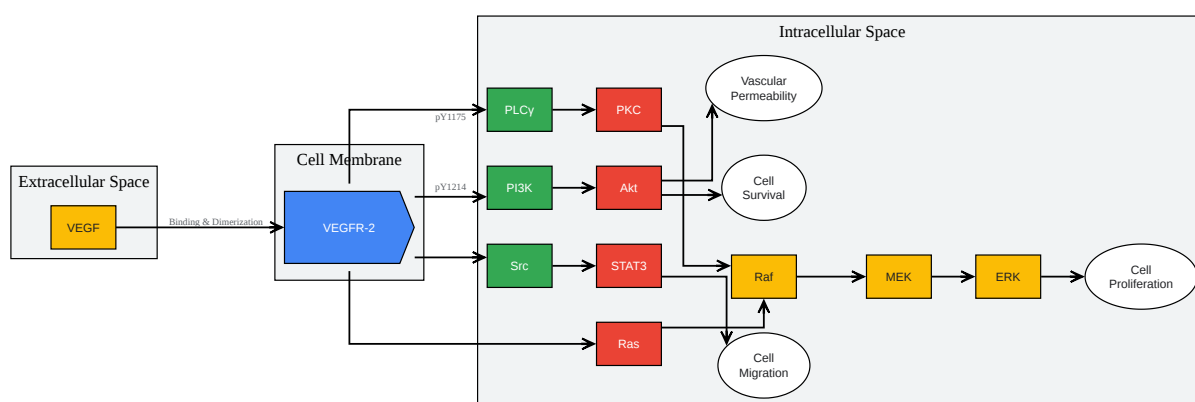 Intracellular Space
Vascular
Permeability
PLCγ
PKC
pY1175
Cell Membrane
Extracellular Space
pY1214
PI3K
Akt
Cell
Survival
VEGF
Binding & Dimerization
VEGFR-2
Src
STAT3
Raf
MEK
ERK
Cell
Proliferation
Ras
Cell
Migration